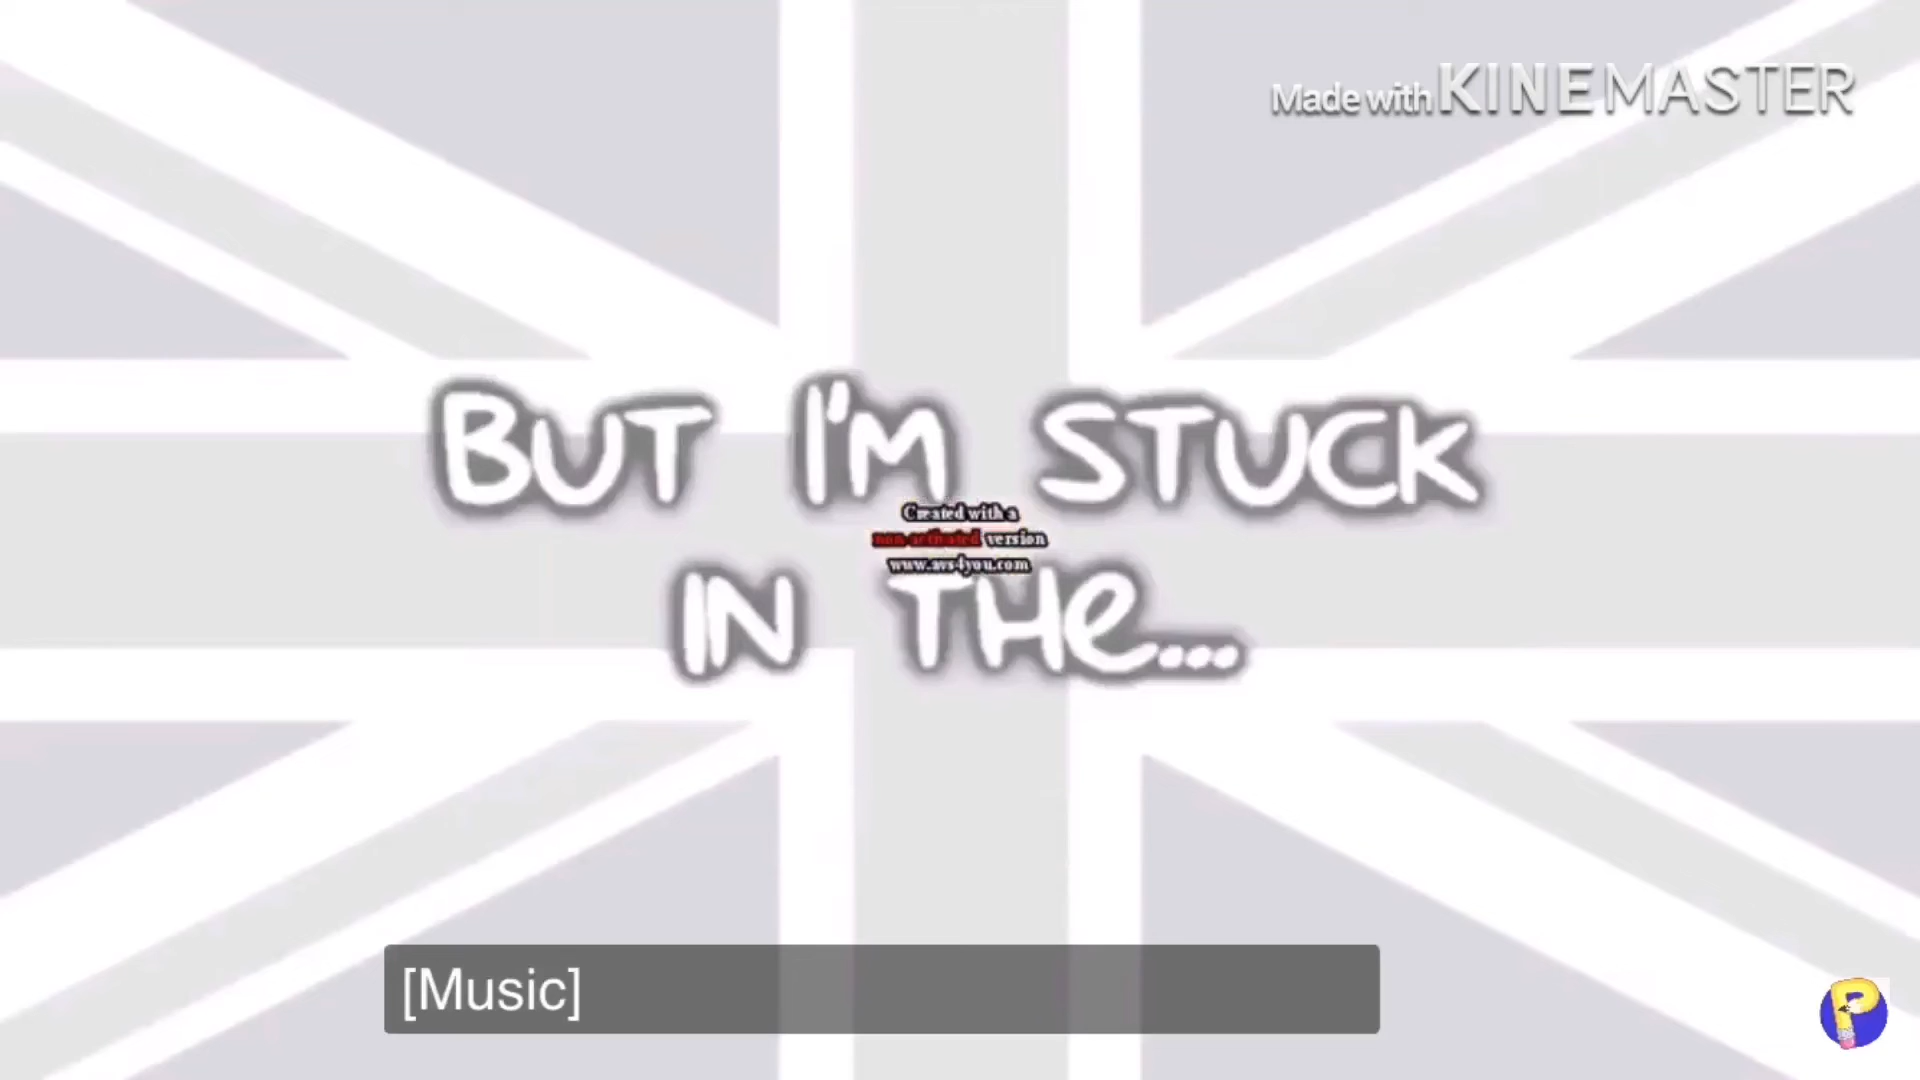 Made with KINEMASTER
BUT I'M STUCK
Created with a
non-activated version
www.avs4you.com
IN THE...
[Music]
P